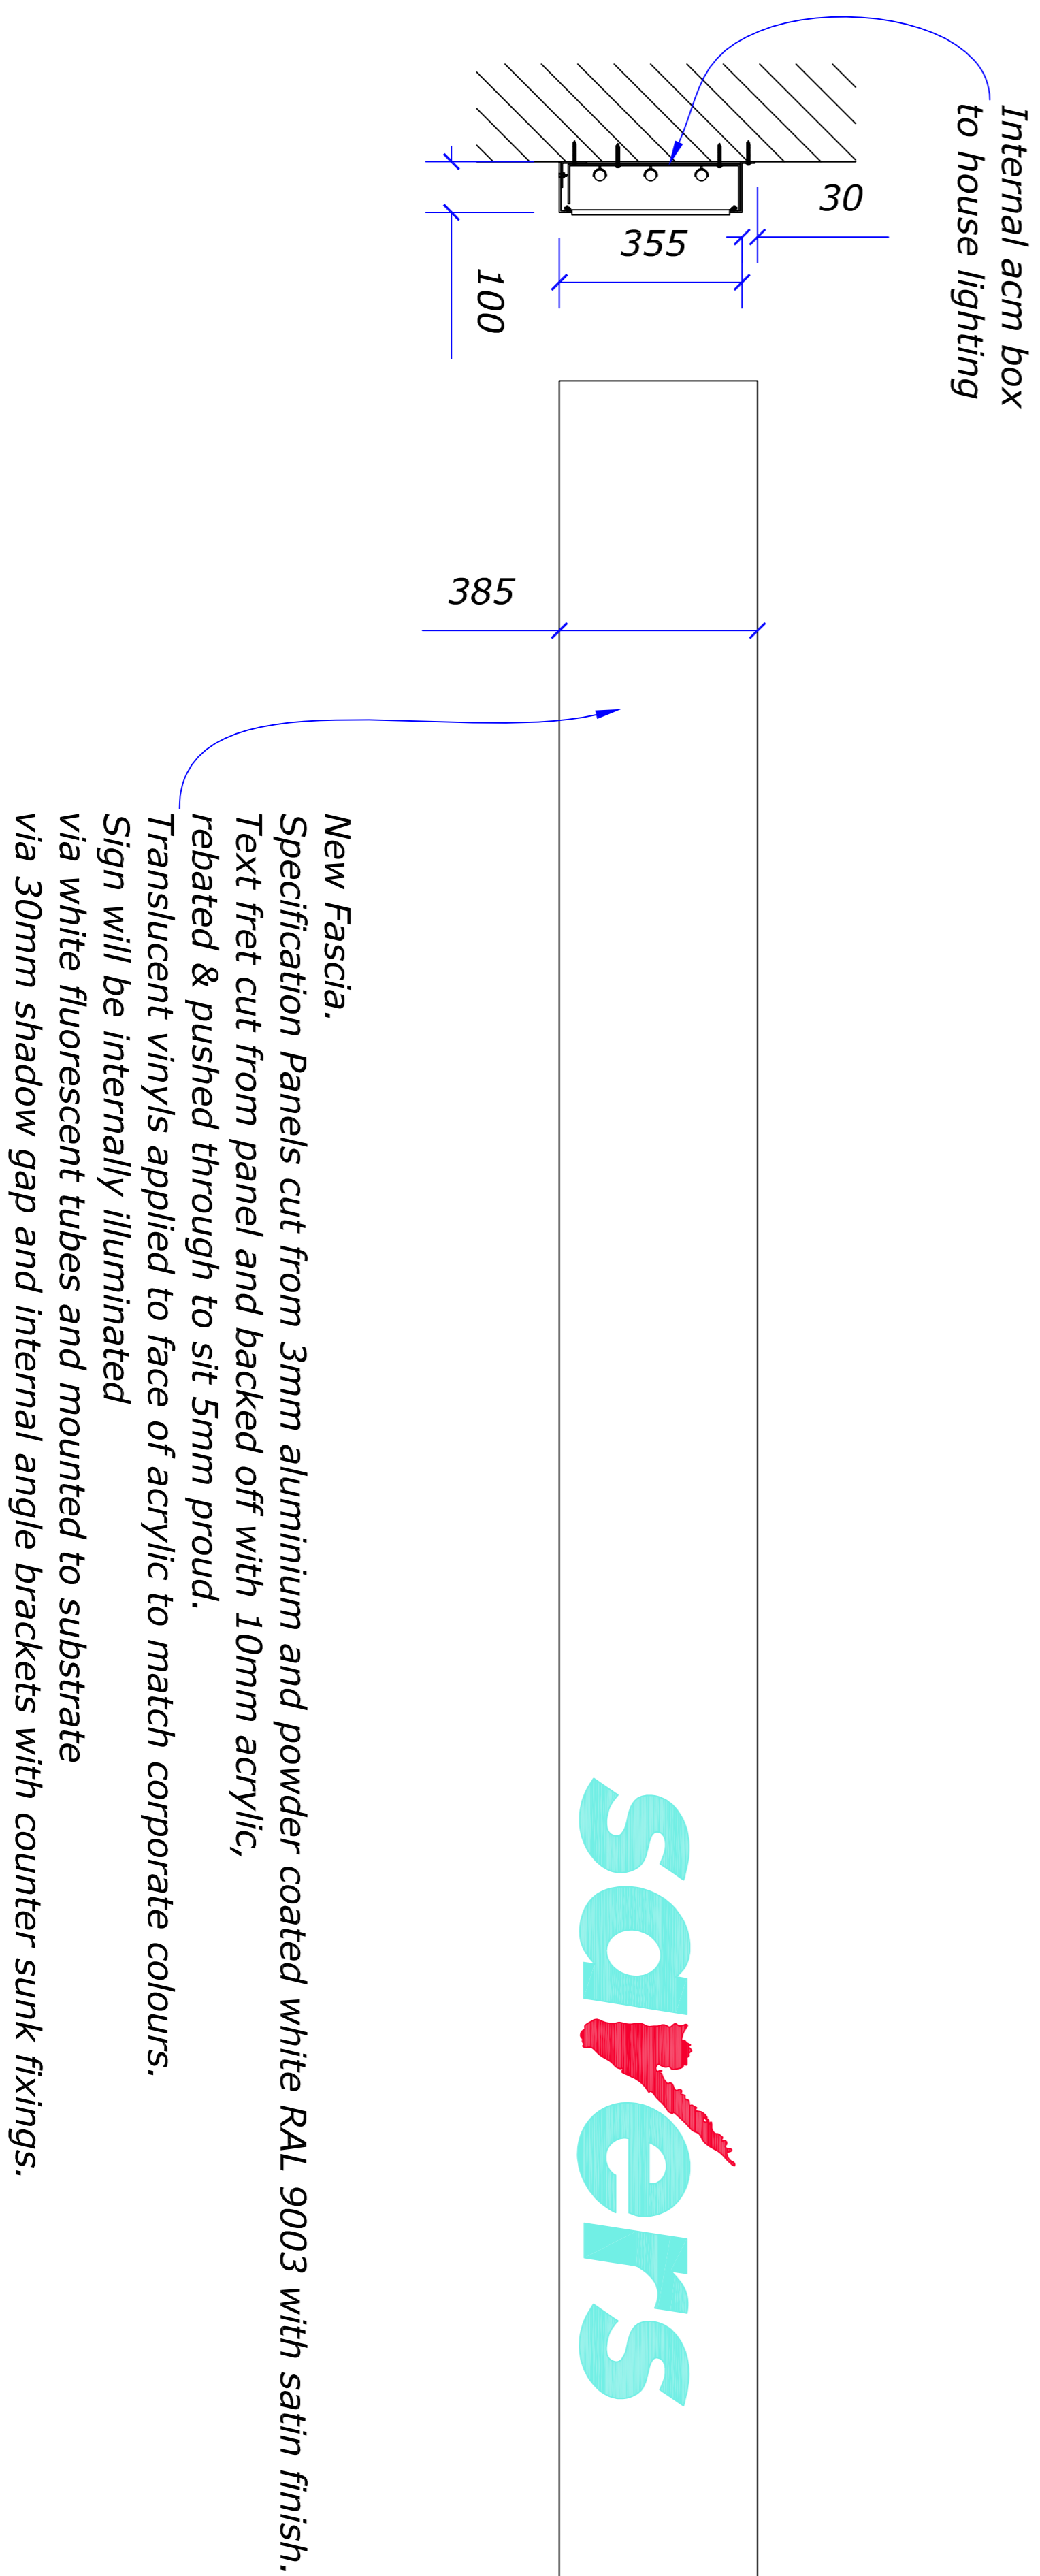 Internal acm box
to house lighting
30
355
100
385
savers
New Fascia.
Specification Panels cut from 3mm aluminium and powder coated white RAL 9003 with satin finish.
Text fret cut from panel and backed off with 10mm acrylic,
rebated & pushed through to sit 5mm proud.
Translucent vinyls applied to face of acrylic to match corporate colours.
Sign will be internally illuminated
via white fluorescent tubes and mounted to substrate
via 30mm shadow gap and internal angle brackets with counter sunk fixings.